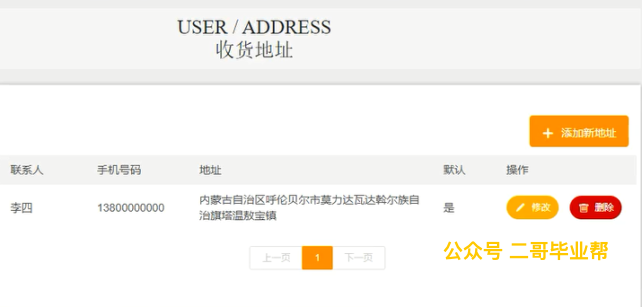 USER / ADDRESS
收货地址
+ 添加新地址
联系人 手机号码 地址 默认 操作
李四 13800000000 内蒙古自治区呼伦贝尔市莫力达瓦达斡尔族自 是 修改 删除
治旗塔温敖宝镇
上一页 1 下一页
公众号 二哥毕业帮